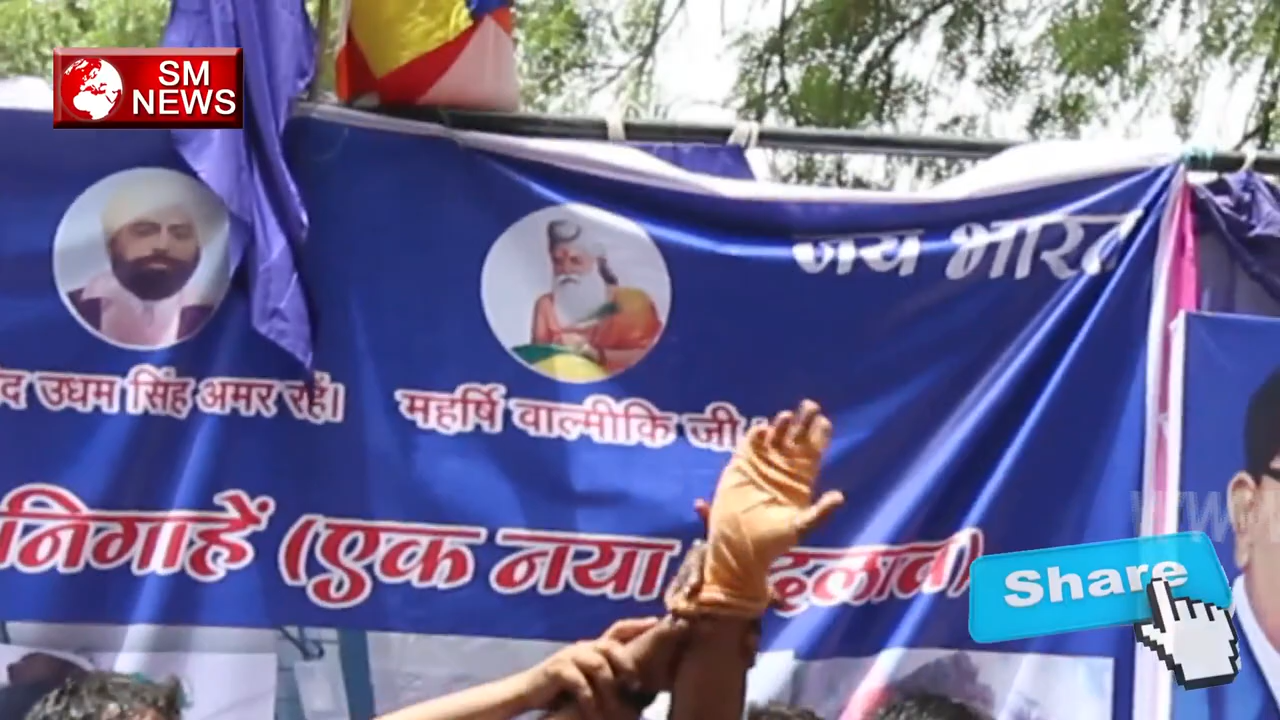 SM
NEWS
जय भारत
उधम सिंह अमर रहें।
महर्षि वाल्मीकि जी
निगाहें (एक नया
Share